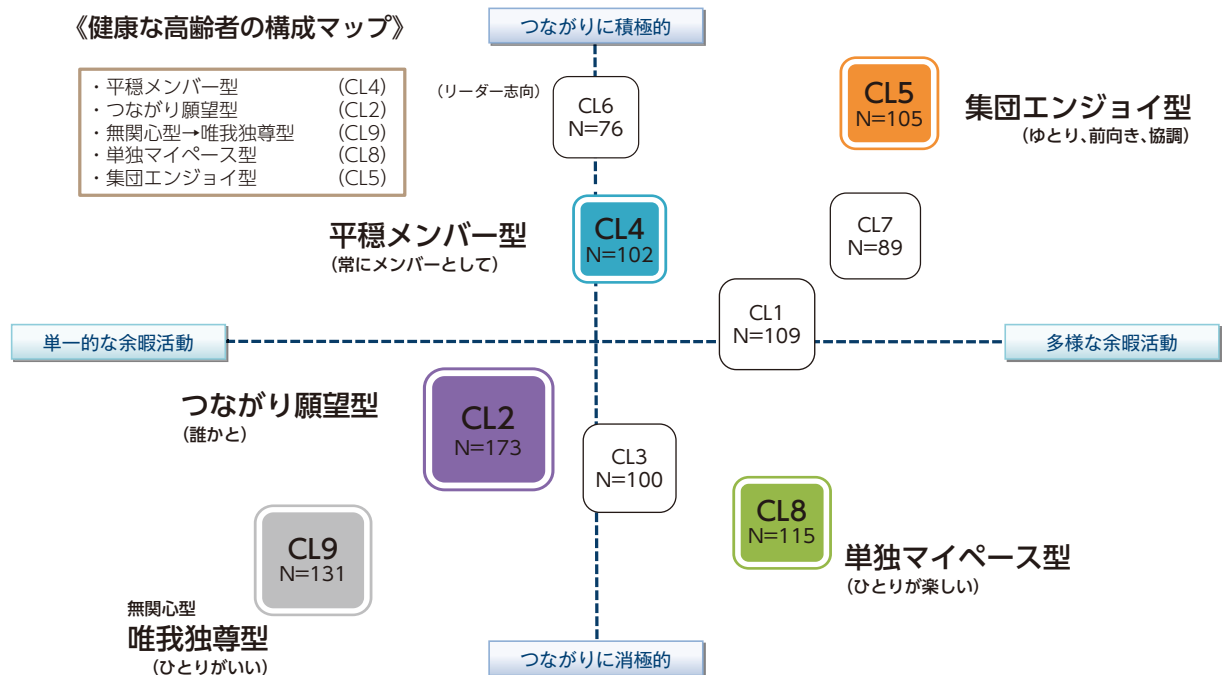 《健康な高齢者の構成マップ》
つながりに積極的
・平穏メンバー型 (CL4)
・つながり願望型 (CL2)
・無関心型→唯我独尊型 (CL9)
・単独マイペース型 (CL8)
・集団エンジョイ型 (CL5)
(リーダー志向)
CL6
N=76
CL5
N=105
集団エンジョイ型
(ゆとり、前向き、協調)
平穏メンバー型
(常にメンバーとして)
CL4
N=102
CL7
N=89
CL1
N=109
単一的な余暇活動
多様な余暇活動
つながり願望型
(誰かと)
CL2
N=173
CL3
N=100
CL8
N=115
単独マイペース型
(ひとりが楽しい)
CL9
N=131
無関心型
唯我独尊型
(ひとりがいい)
つながりに消極的